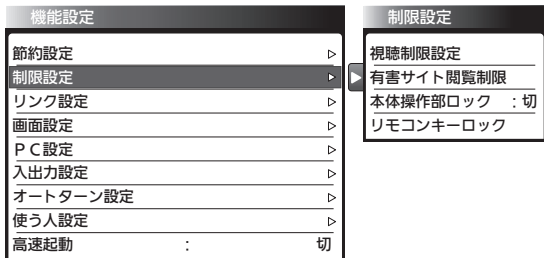 機能設定
節約設定
制限設定
リンク設定
画面設定
ＰＣ設定
入出力設定
オートターン設定
使う人設定
高速起動 : 切
制限設定
視聴制限設定
有害サイト閲覧制限
本体操作部ロック : 切
リモコンキーロック